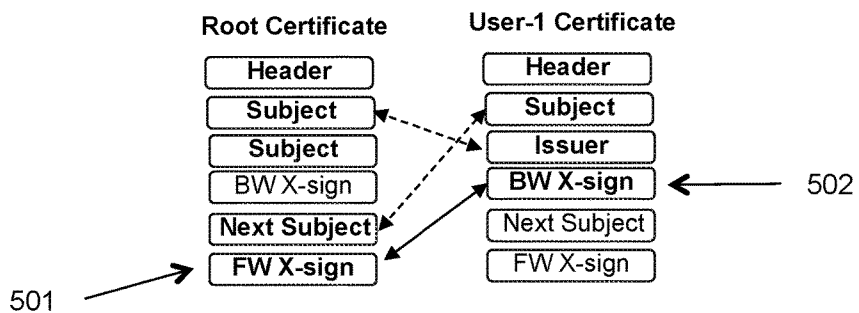 Root Certificate
Header
Subject
Subject
BW X-sign
Next Subject
FW X-sign
501
User-1 Certificate
Header
Subject
Issuer
BW X-sign
Next Subject
FW X-sign
502